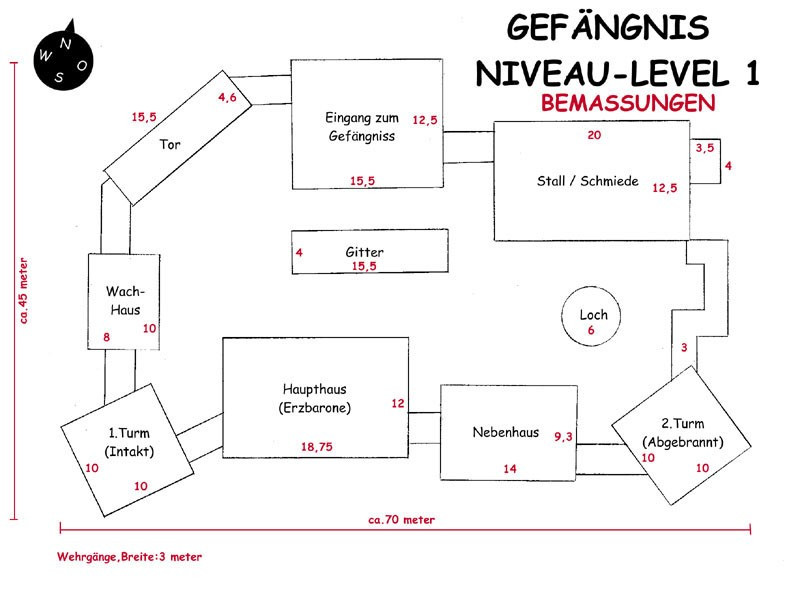 GEFÄNGNIS
NIVEAU-LEVEL 1
BEMASSUNGEN
N
W
O
S
4,6
15,5
Tor
Eingang zum
Gefängniss
12,5
15,5
20
Stall / Schmiede
12,5
3,5
4
Gitter
4
15,5
Wach-
Haus
10
8
Loch
6
ca.45 meter
3
Haupthaus
(Erzbarone)
12
18,75
1.Turm
(Intakt)
10
10
Nebenhaus
9,3
14
2.Turm
(Abgebrannt)
10
10
ca.70 meter
Wehrgänge,Breite:3 meter